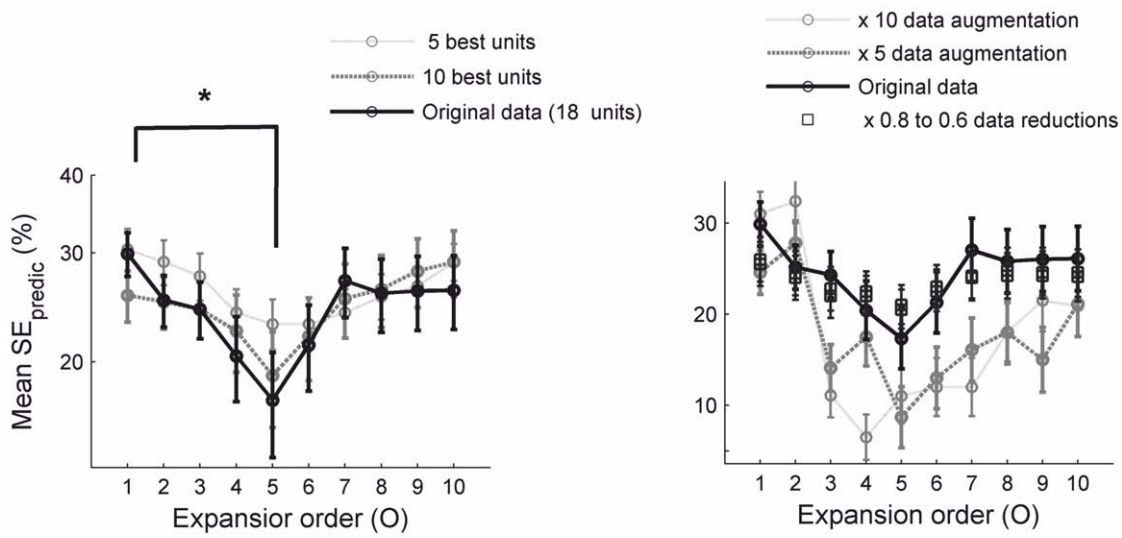 5 best units
10 best units
Original data (18 units)
*
40
30
20
Mean SEpredic (%)
1 2 3 4 5 6 7 8 9 10
Expansior order (O)
x 10 data augmentation
x 5 data augmentation
Original data
x 0.8 to 0.6 data reductions
30
20
10
1 2 3 4 5 6 7 8 9 10
Expansion order (O)